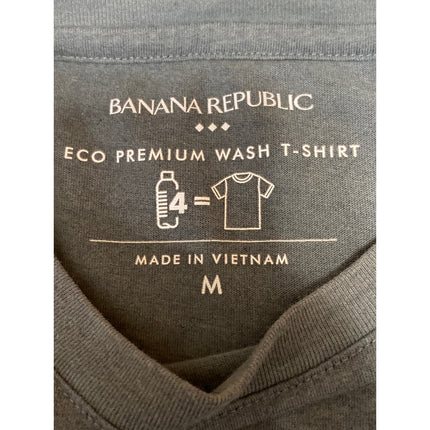 BANANA REPUBLIC
ECO PREMIUM WASH T-SHIRT
4 =
MADE IN VIETNAM
M